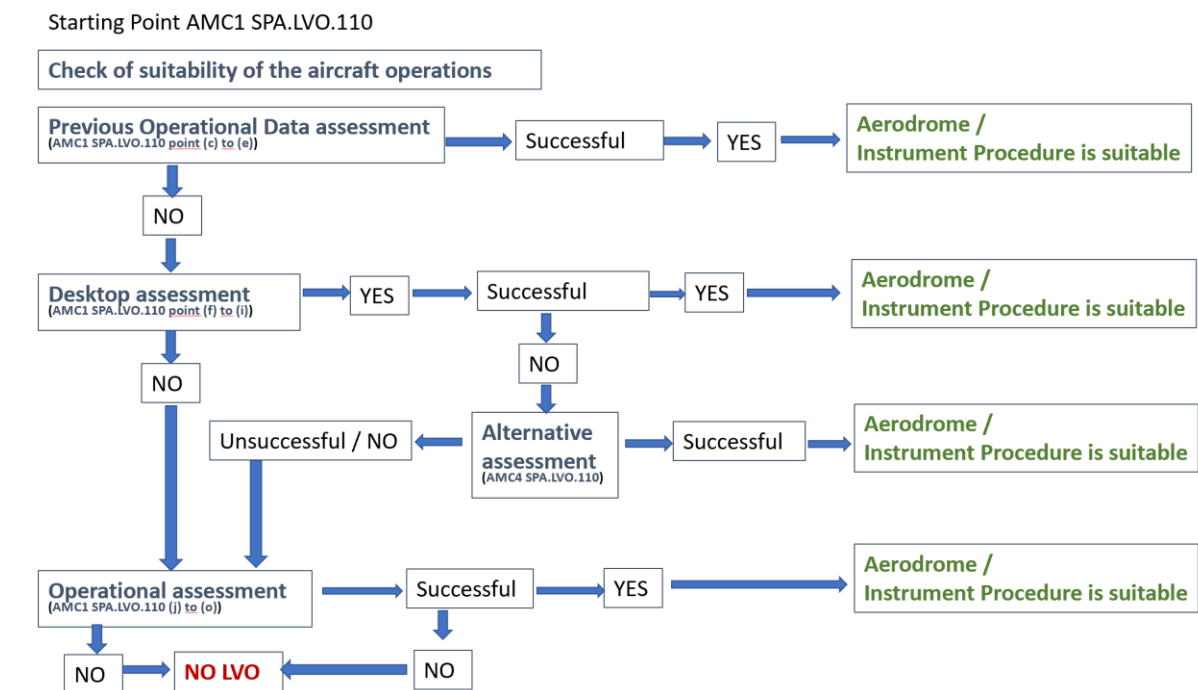 Starting Point AMC1 SPA.LVO.110
Check of suitability of the aircraft operations
Previous Operational Data assessment
(AMC1 SPA.LVO.110 point (c) to (e))
Successful
YES
Aerodrome /
Instrument Procedure is suitable
NO
Desktop assessment
(AMC1 SPA.LVO.110 point (f) to (i))
YES
Successful
YES
Aerodrome /
Instrument Procedure is suitable
NO
NO
Unsuccessful / NO
Alternative
assessment
(AMC4 SPA.LVO.110)
Successful
Aerodrome /
Instrument Procedure is suitable
Operational assessment
(AMC1 SPA.LVO.110 (j) to (o))
Successful
YES
Aerodrome /
Instrument Procedure is suitable
NO
NO LVO
NO